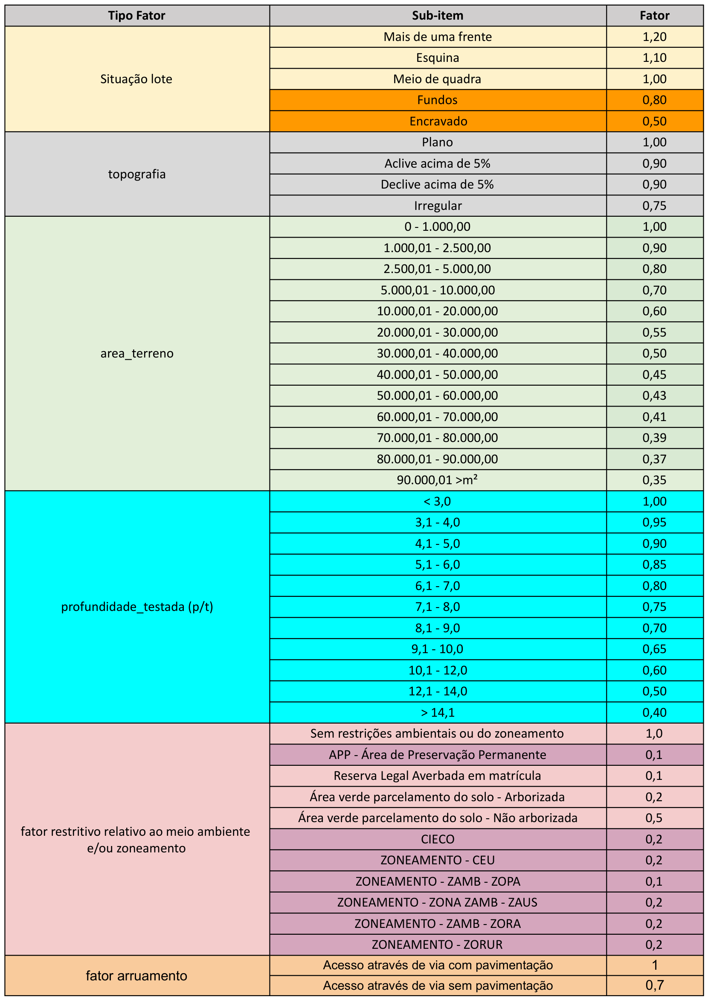 Tipo Fator Sub-item Fator
Situação lote
Mais de uma frente 1,20
Esquina 1,10
Meio de quadra 1,00
Fundos 0,80
Encravado 0,50
topografia
Plano 1,00
Aclive acima de 5% 0,90
Declive acima de 5% 0,90
Irregular 0,75
area_terreno
0 - 1.000,00 1,00
1.000,01 - 2.500,00 0,90
2.500,01 - 5.000,00 0,80
5.000,01 - 10.000,00 0,70
10.000,01 - 20.000,00 0,60
20.000,01 - 30.000,00 0,55
30.000,01 - 40.000,00 0,50
40.000,01 - 50.000,00 0,45
50.000,01 - 60.000,00 0,43
60.000,01 - 70.000,00 0,41
70.000,01 - 80.000,00 0,39
80.000,01 - 90.000,00 0,37
90.000,01 >m² 0,35
profundidade_testada (p/t)
< 3,0 1,00
3,1 - 4,0 0,95
4,1 - 5,0 0,90
5,1 - 6,0 0,85
6,1 - 7,0 0,80
7,1 - 8,0 0,75
8,1 - 9,0 0,70
9,1 - 10,0 0,65
10,1 - 12,0 0,60
12,1 - 14,0 0,50
> 14,1 0,40
fator restritivo relativo ao meio ambiente
e/ou zoneamento
Sem restrições ambientais ou do zoneamento 1,0
APP - Área de Preservação Permanente 0,1
Reserva Legal Averbada em matrícula 0,1
Área verde parcelamento do solo - Arborizada 0,2
Área verde parcelamento do solo - Não arborizada 0,5
CIECO 0,2
ZONEAMENTO - CEU 0,2
ZONEAMENTO - ZAMB - ZOPA 0,1
ZONEAMENTO - ZONA ZAMB - ZAUS 0,2
ZONEAMENTO - ZAMB - ZORA 0,2
ZONEAMENTO - ZORUR 0,2
fator arruamento
Acesso através de via com pavimentação 1
Acesso através de via sem pavimentação 0,7